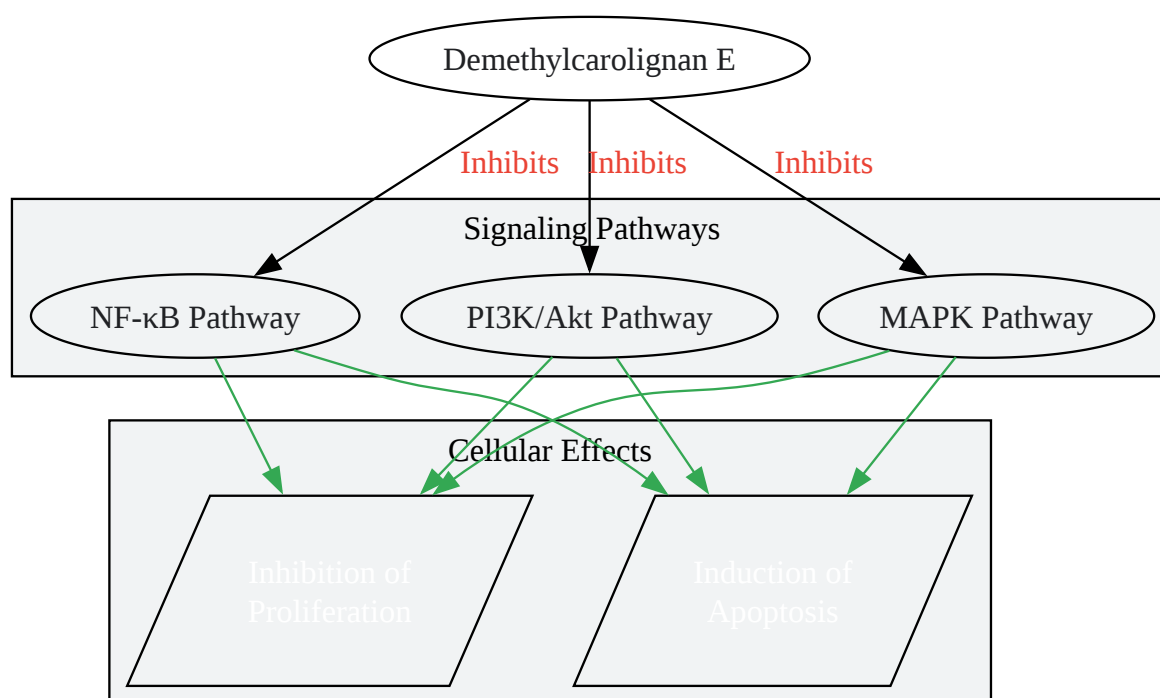 Demethylcarolignan E
Inhibits
Inhibits
Inhibits
Signaling Pathways
NF-κB Pathway
PI3K/Akt Pathway
MAPK Pathway
Cellular Effects
Inhibition of
Proliferation
Induction of
Apoptosis